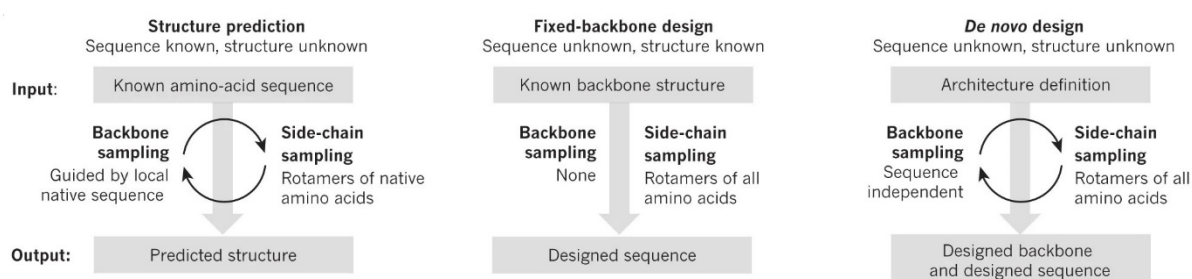 Structure prediction
Sequence known, structure unknown
Input:
Known amino-acid sequence
Backbone
sampling
Guided by local
native sequence
Side-chain
sampling
Rotamers of native
amino acids
Output:
Predicted structure
Fixed-backbone design
Sequence unknown, structure known
Known backbone structure
Backbone
sampling
None
Side-chain
sampling
Rotamers of all
amino acids
Designed sequence
De novo design
Sequence unknown, structure unknown
Architecture definition
Backbone
sampling
Sequence
independent
Side-chain
sampling
Rotamers of all
amino acids
Designed backbone
and designed sequence